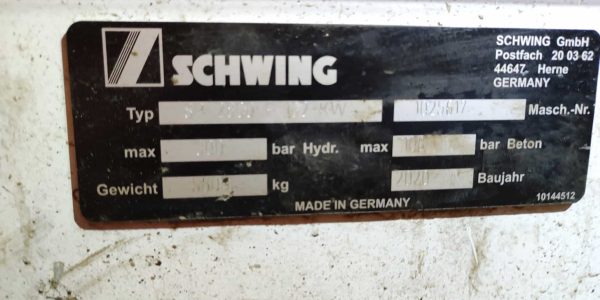 SCHWING
SCHWING GmbH
Postfach 20 03 62
44647 Herne
GERMANY
Typ
Masch.-Nr.
max bar Hydr. max bar Beton
Gewicht kg 2020 Baujahr
MADE IN GERMANY
10144512